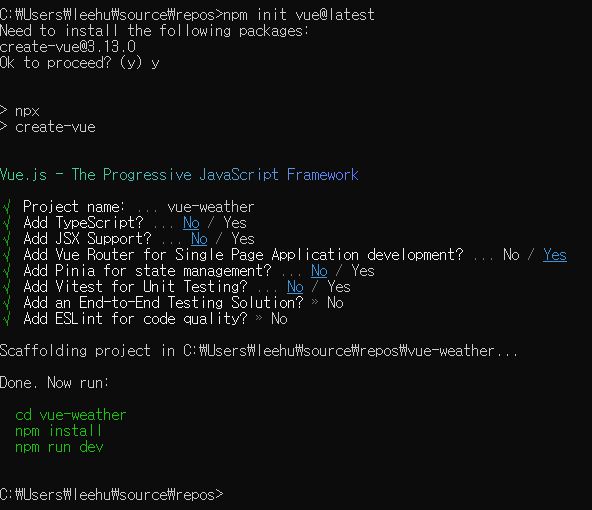 C:₩Users₩leehu₩source₩repos>npm init vue@latest
Need to install the following packages:
create-vue@3.13.0
Ok to proceed? (y) y
> npx
> create-vue
Vue.js - The Progressive JavaScript Framework
√ Project name: ... vue-weather
√ Add TypeScript? ... No / Yes
√ Add JSX Support? ... No / Yes
√ Add Vue Router for Single Page Application development? ... No / Yes
√ Add Pinia for state management? ... No / Yes
√ Add Vitest for Unit Testing? ... No / Yes
√ Add an End-to-End Testing Solution? » No
√ Add ESLint for code quality? » No
Scaffolding project in C:₩Users₩leehu₩source₩repos₩vue-weather...
Done. Now run:
cd vue-weather
npm install
npm run dev
C:₩Users₩leehu₩source₩repos>